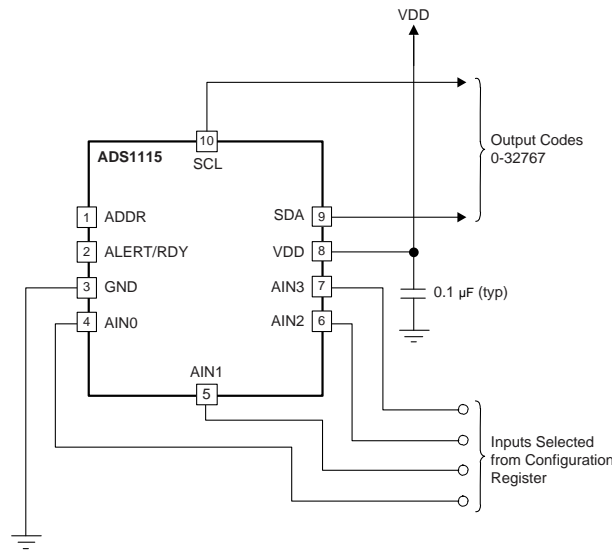 VDD
10
Output Codes
0-32767
ADS1115
SCL
1 ADDR
SDA 9
2 ALERT/RDY
VDD 8
3 GND
AIN3 7
0.1 µF (typ)
4 AIN0
AIN2 6
AIN1
5
Inputs Selected
from Configuration
Register